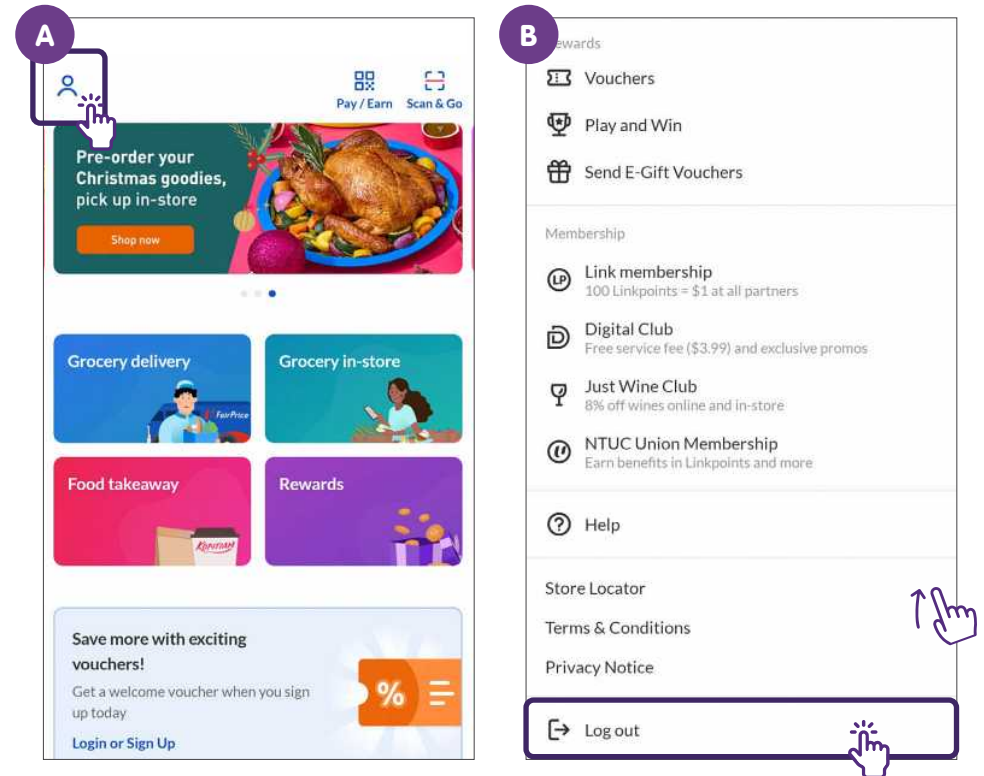 A
Pay / Earn
Scan & Go
Pre-order your
Christmas goodies,
pick up in-store
Shop now
Grocery delivery
Grocery in-store
FairPrice
Food takeaway
Rewards
KOPITIAM
Save more with exciting
vouchers!
Get a welcome voucher when you sign
up today
%
Login or Sign Up
B
ewards
Vouchers
Play and Win
Send E-Gift Vouchers
Membership
LP
Link membership
100 Linkpoints = $1 at all partners
Digital Club
Free service fee ($3.99) and exclusive promos
Just Wine Club
8% off wines online and in-store
NTUC Union Membership
Earn benefits in Linkpoints and more
? Help
Store Locator
Terms & Conditions
Privacy Notice
Log out